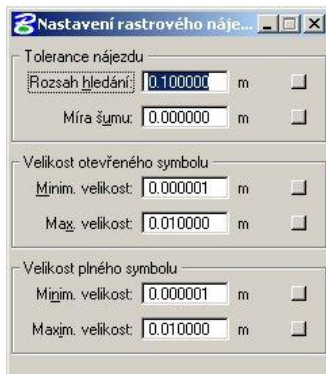 Nastavení rastrového náje...
Tolerance nájezdu
Rozsah hledání: 0.100000 m
Míra šumu: 0.000000 m
Velikost otevřeného symbolu
Minim. velikost: 0.000001 m
Max. velikost: 0.010000 m
Velikost plného symbolu
Minim. velikost: 0.000001 m
Maxim. velikost: 0.010000 m